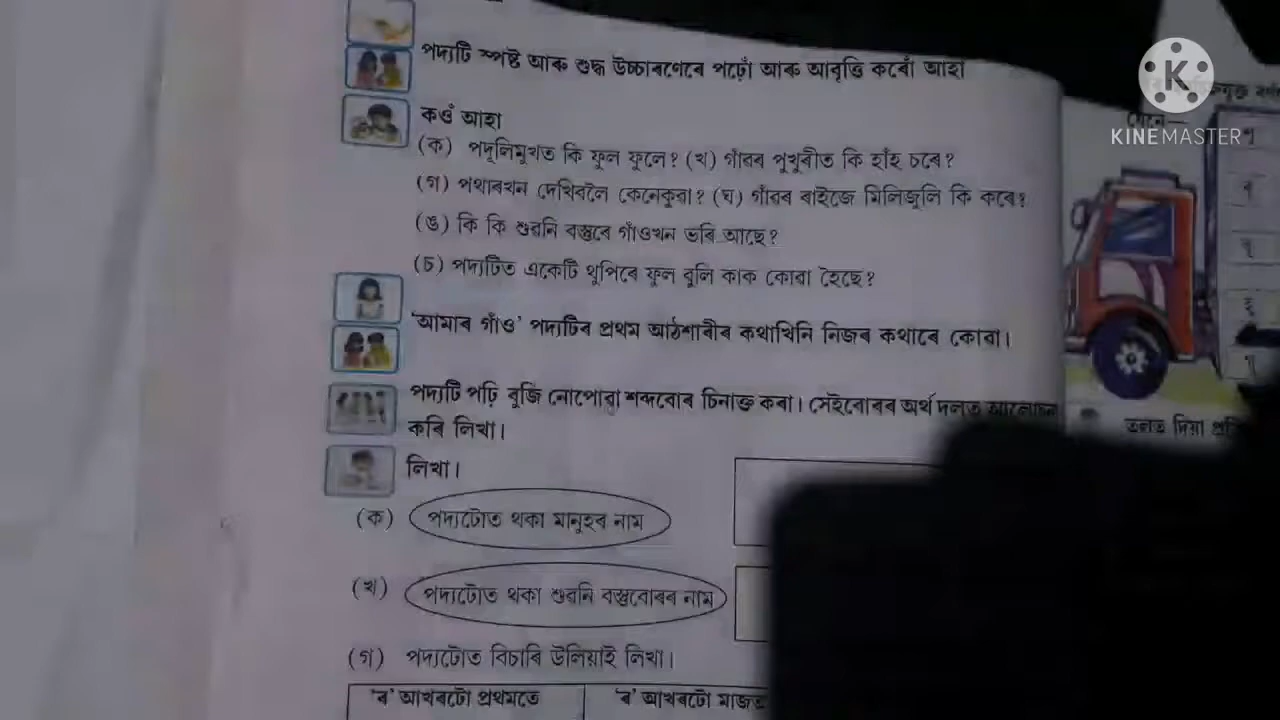 পদ্যটি স্পষ্ট আৰু শুদ্ধ উচ্চাৰণেৰে পঢ়োঁ আৰু আবৃত্তি কৰোঁ আহা
কওঁ আহা
(ক) পদূলিমুখত কি ফুল ফুলে? (খ) গাঁৱৰ পুখুৰীত কি হাঁহ চৰে?
(গ) পথাৰখন দেখিবলৈ কেনেকুৱা? (ঘ) গাঁৱৰ ৰাইজে মিলিজুলি কি কৰে?
(ঙ) কি কি শুৱনি বস্তুৰে গাঁওখন ভৰি আছে?
(চ) পদ্যটিত একেটি থুপিৰে ফুল বুলি কাক কোৱা হৈছে?
'আমাৰ গাঁও' পদ্যটিৰ প্ৰথম আঠশাৰীৰ কথাখিনি নিজৰ কথাৰে কোৱা।
পদ্যটি পঢ়ি বুজি নোপোৱা শব্দবোৰ চিনাক্ত কৰা। সেইবোৰৰ অৰ্থ দলত আলোচনা
কৰি লিখা।
লিখা।
(ক) পদ্যটোত থকা মানুহৰ নাম
(খ) পদ্যটোত থকা শুৱনি বস্তুবোৰৰ নাম
(গ) পদ্যটোত বিচাৰি উলিয়াই লিখা।
'ৰ' আখৰটো প্ৰথমতে 'ৰ' আখৰটো মাজত
তলত দিয়া
KINEMASTER